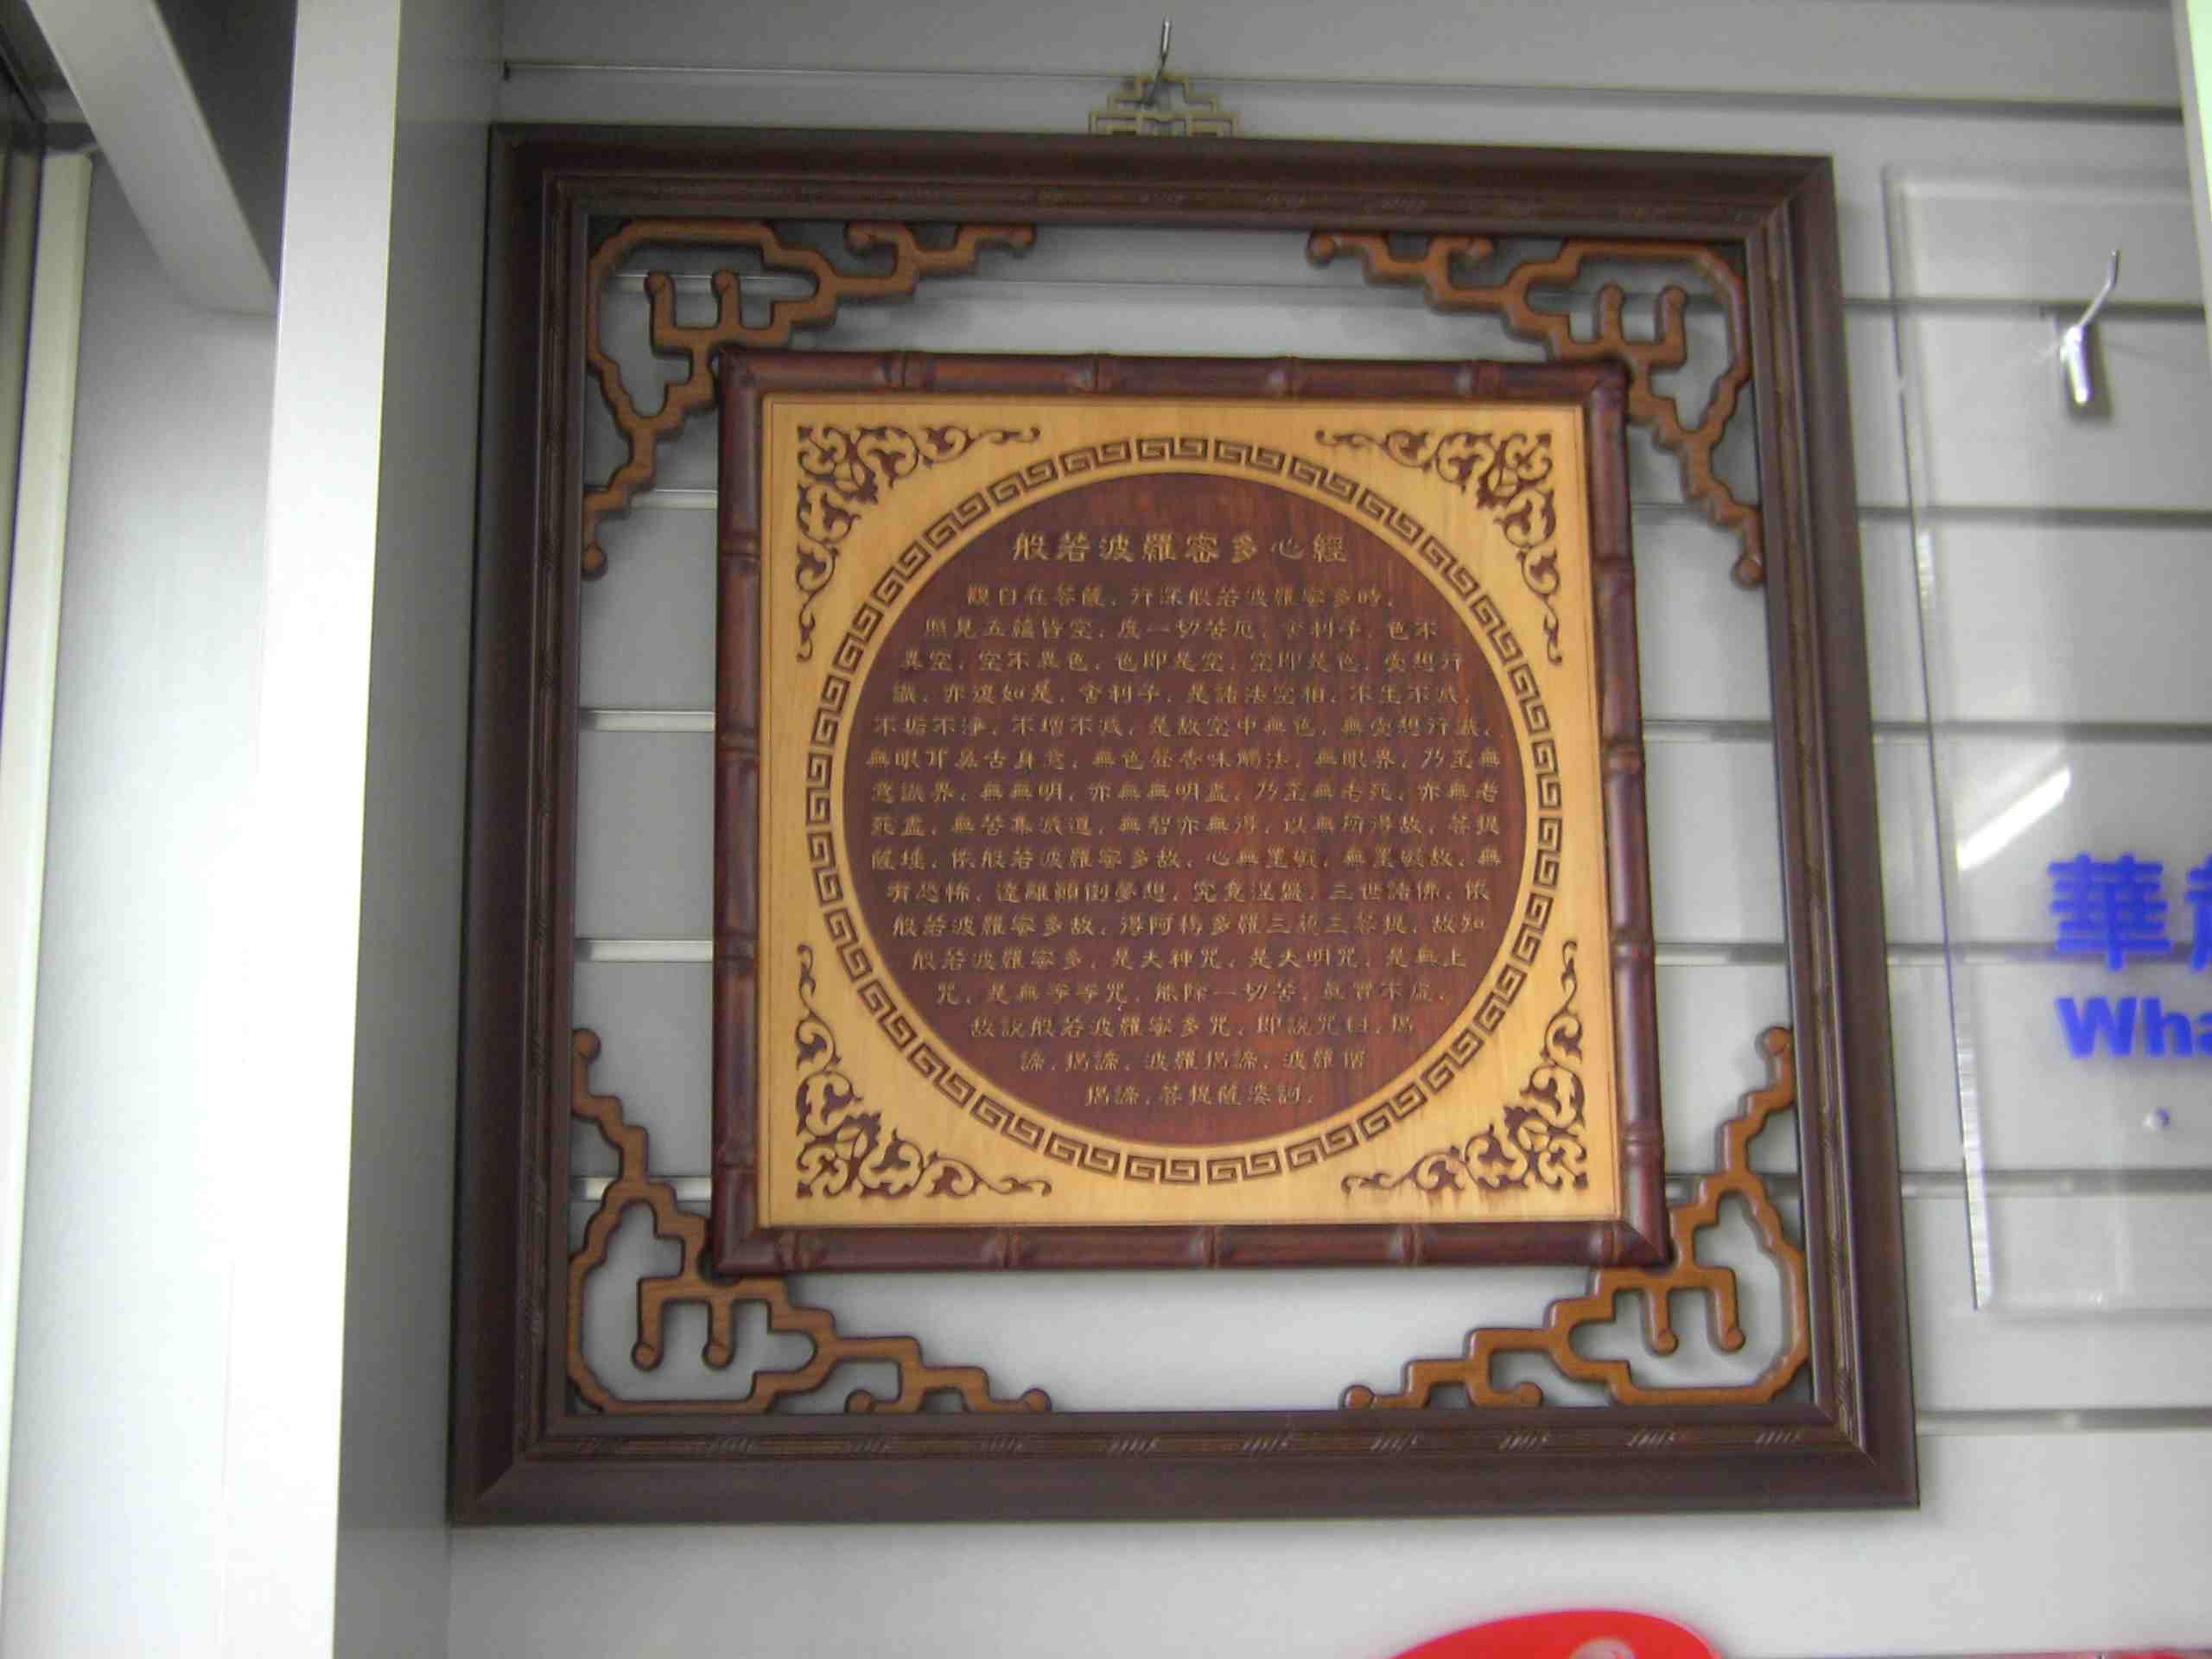 般若波羅密多心經
觀自在菩薩，行深般若波羅密多時，
照見五蘊皆空，度一切苦厄，舍利子，色不
異空，空不異色，色即是空，空即是色，受想行
識，亦復如是，舍利子，是諸法空相，不生不滅，
不垢不淨，不增不減，是故空中無色，無受想行識，
無眼耳鼻舌身意，無色聲香味觸法，無眼界，乃至無
意識界，無無明，亦無無明盡，乃至無老死，亦無老
死盡，無苦集滅道，無智亦無得，以無所得故，菩提
薩埵，依般若波羅密多故，心無罣礙，無罣礙故，無
有恐怖，遠離顛倒夢想，究竟涅盤，三世諸佛，依
般若波羅密多故，得阿耨多羅三藐三菩提，故知
般若波羅密多，是大神咒，是大明咒，是無上
咒，是無等等咒，能除一切苦，真實不虛，
故說般若波羅密多咒，即說咒曰，揭
諦，揭諦，波羅揭諦，波羅僧
揭諦，菩提薩婆訶，
華
Wha